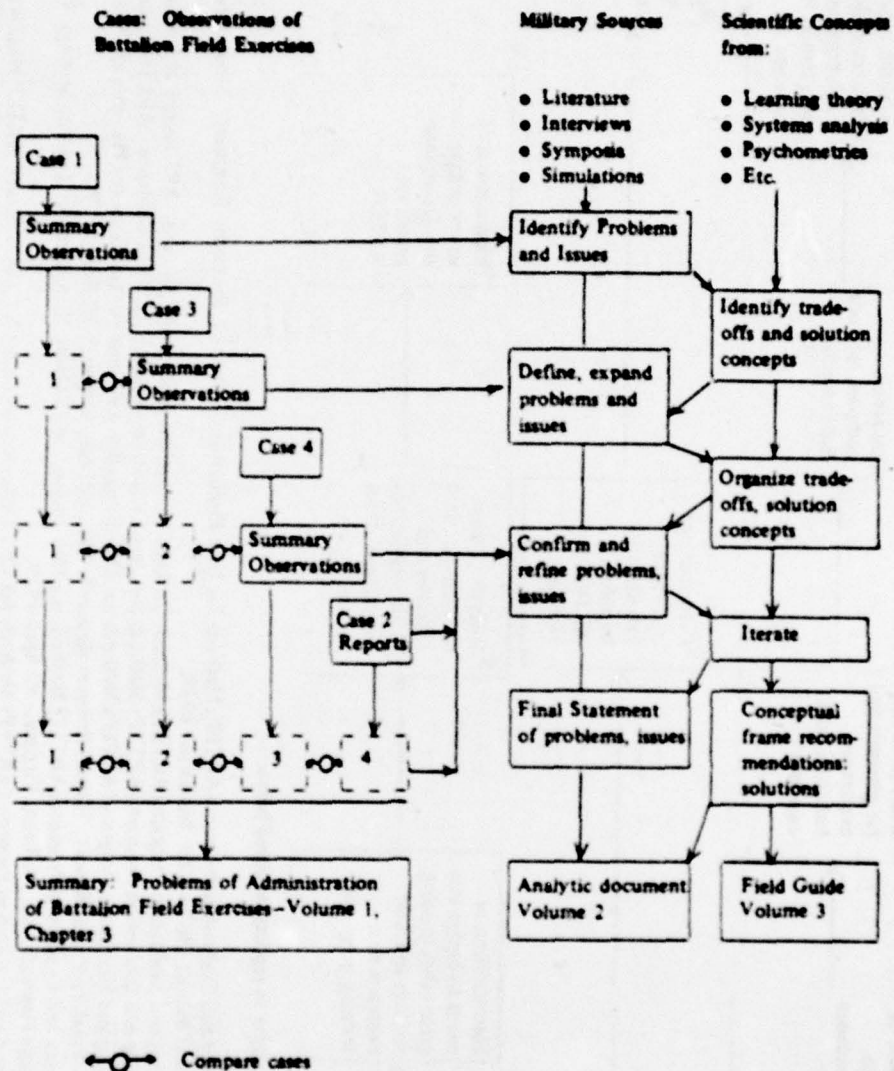 Cases: Observations of
Battalion Field Exercises
Military Sources
Scientific Concepts
from:
• Literature
• Interviews
• Symposia
• Simulations
• Learning theory
• Systems analysis
• Psychometrics
• Etc.
Case 1
Summary
Observations
Identify Problems
and Issues
Case 3
Identify trade-
offs and solution
concepts
1
Summary
Observations
Define, expand
problems and
issues
Case 4
Organize trade-
offs, solution
concepts
1
2
Summary
Observations
Confirm and
refine problems,
issues
Case 2
Reports
Iterate
Final Statement
of problems, issues
Conceptual
frame recom-
mendations:
solutions
1
2
3
4
Summary: Problems of Administration
of Battalion Field Exercises–Volume 1,
Chapter 3
Analytic document
Volume 2
Field Guide
Volume 3
Compare cases